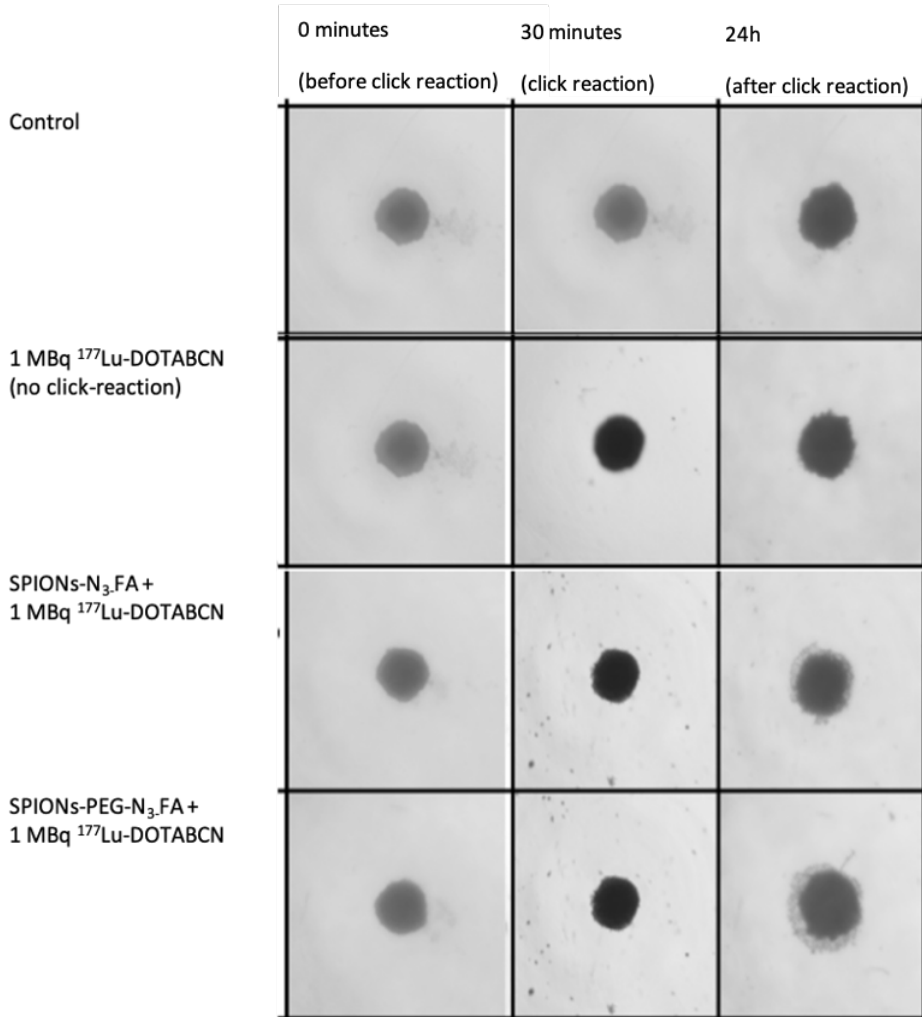 0 minutes
30 minutes
24h
(before click reaction)
(click reaction)
(after click reaction)
Control
1 MBq ¹⁷⁷Lu-DOTABCN
(no click-reaction)
SPIONs-N₃-FA +
1 MBq ¹⁷⁷Lu-DOTABCN
SPIONs-PEG-N₃-FA +
1 MBq ¹⁷⁷Lu-DOTABCN